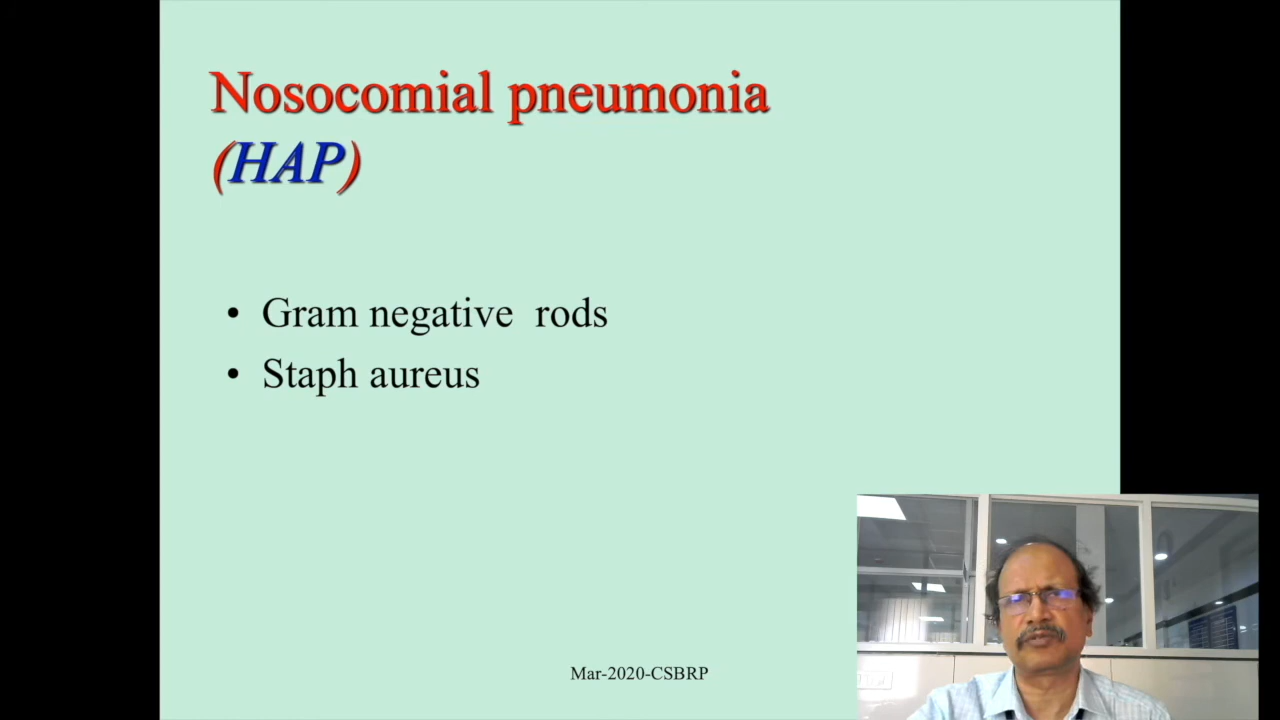 Nosocomial pneumonia
(HAP)
• Gram negative rods
• Staph aureus
Mar-2020-CSBRP